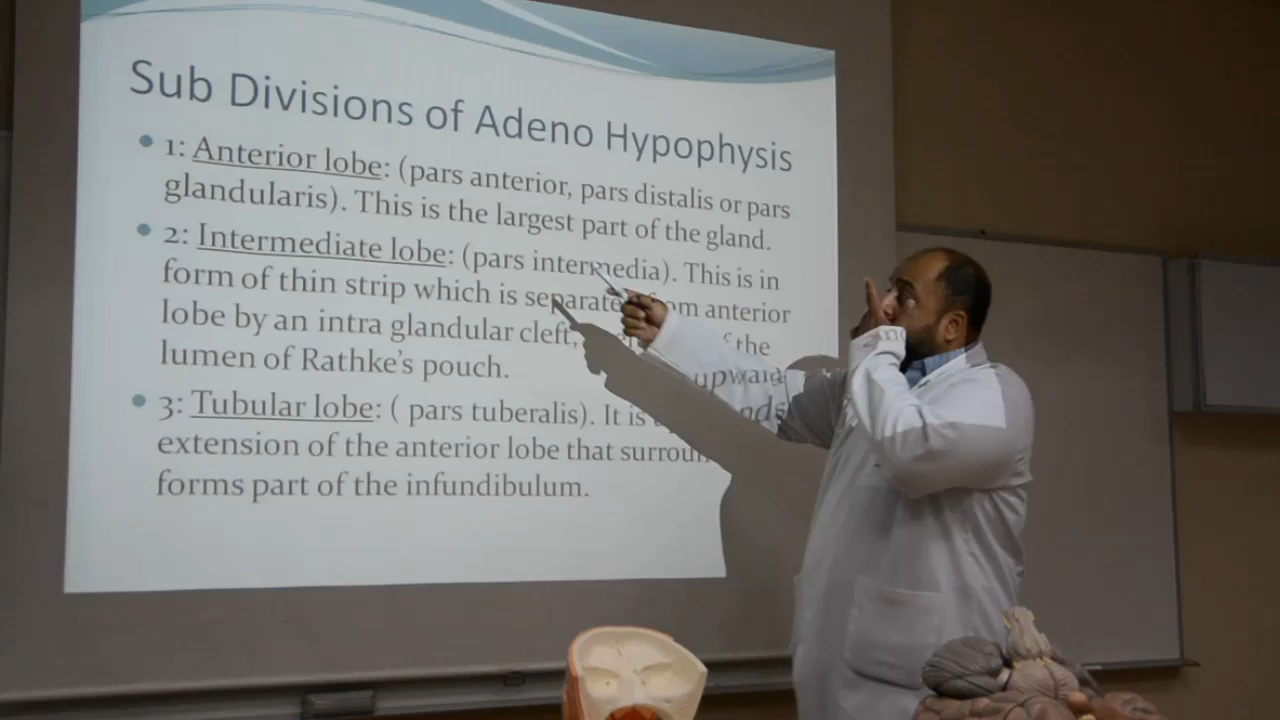 Sub Divisions of Adeno Hypophysis
1: Anterior lobe: (pars anterior, pars distalis or pars
glandularis). This is the largest part of the gland.
2: Intermediate lobe: (pars intermedia). This is in
form of thin strip which is separate from anterior
lobe by an intra glandular cleft, the
lumen of Rathke's pouch.
3: Tubular lobe: ( pars tuberalis). It is upward
extension of the anterior lobe that
forms part of the infundibulum.